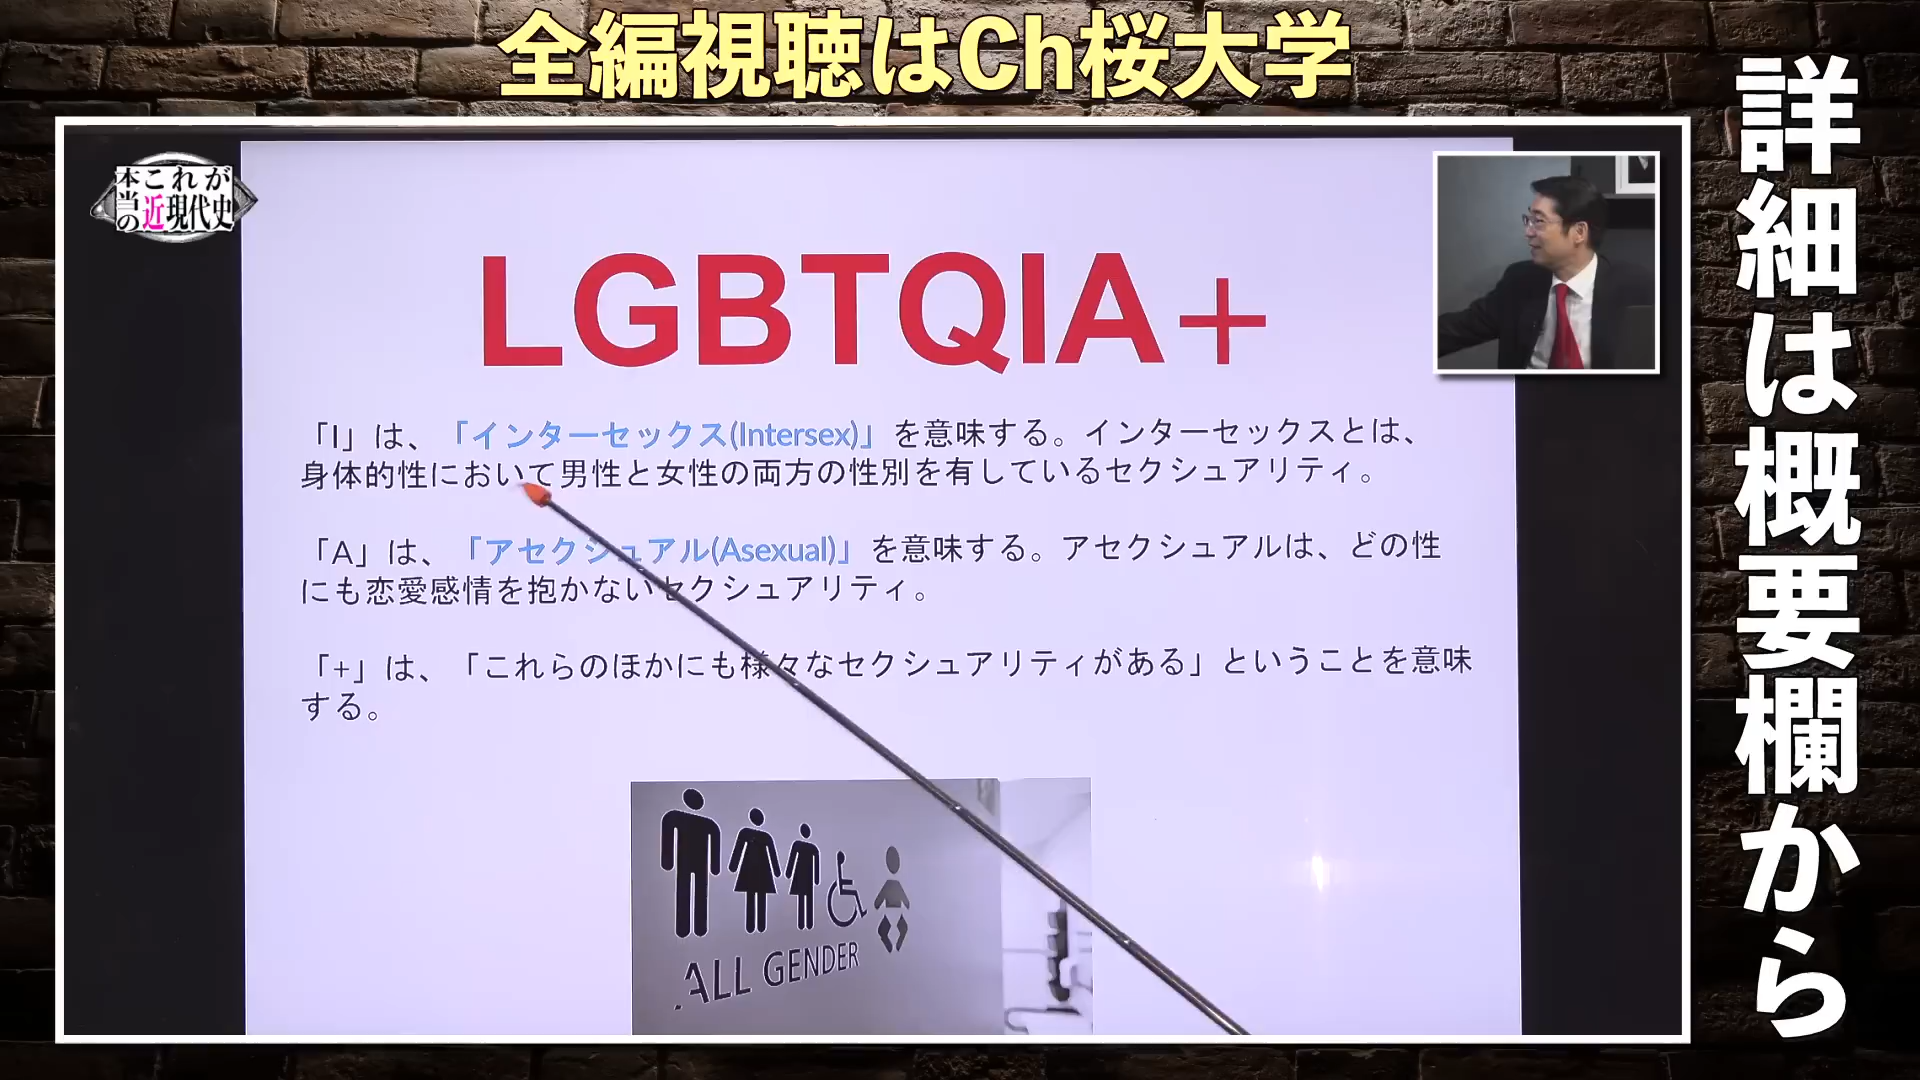 全編視聴はCh桜大学
詳細は概要欄から
これが
本当の
近現代史
LGBTQIA+
「I」は、「インターセックス(Intersex)」を意味する。インターセックスとは、
身体的性において男性と女性の両方の性別を有しているセクシュアリティ。
「A」は、「アセクシュアル(Asexual)」を意味する。アセクシュアルは、どの性
にも恋愛感情を抱かないセクシュアリティ。
「+」は、「これらのほかにも様々なセクシュアリティがある」ということを意味
する。
ALL GENDER